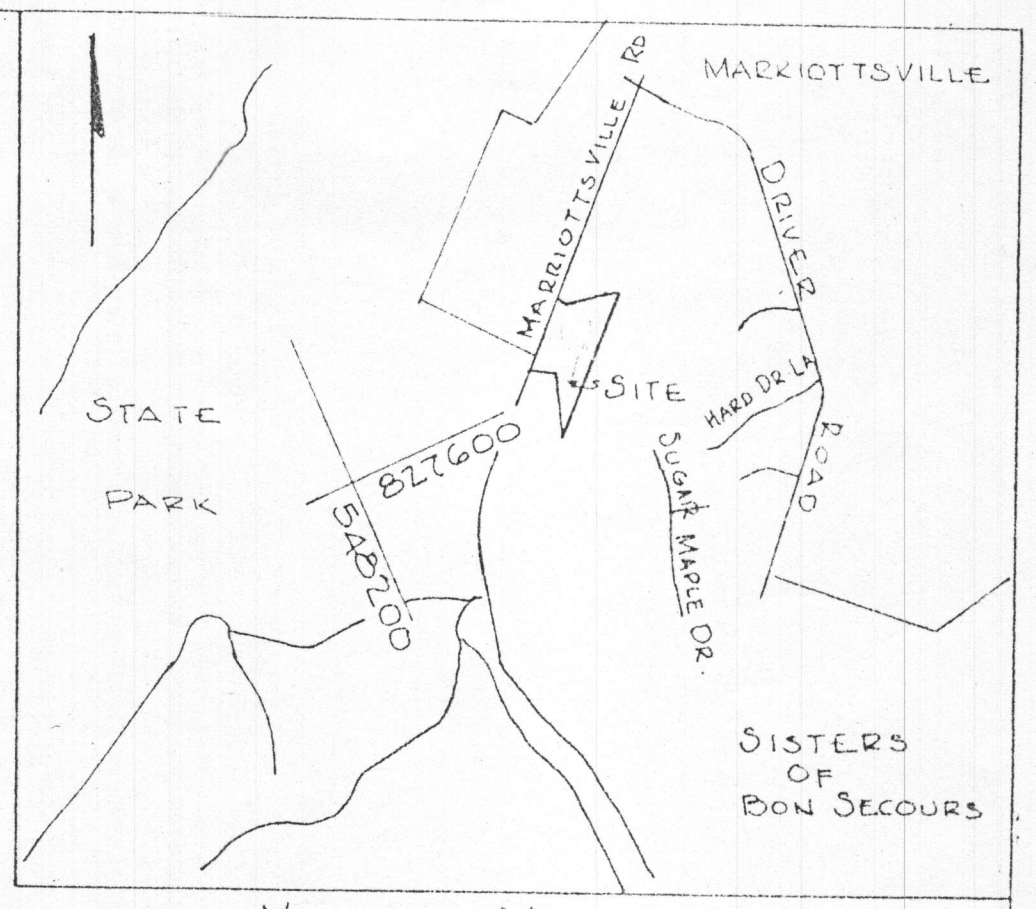 MARRIOTTSVILLE RD
MARRIOTTSVILLE
DRIVER ROAD
SITE
HARD DR. LA
STATE
PARK
827600
548200
SUGAR MAPLE DR.
SISTERS
OF
BON SECOURS